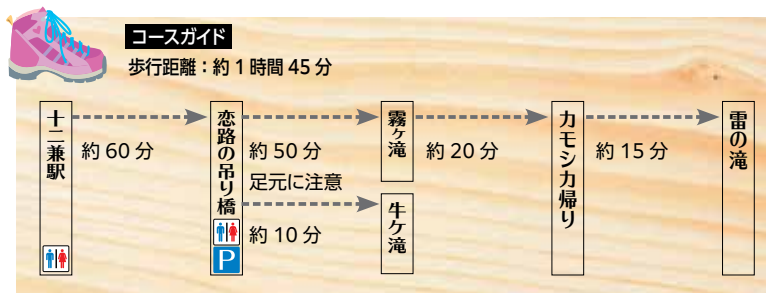 コースガイド
歩行距離：約1時間45分
十二兼駅
約60分
恋路の吊り橋
P
約50分
足元に注意
約10分
霧ヶ滝
牛ケ滝
約20分
カモシカ帰り
約15分
雷の滝